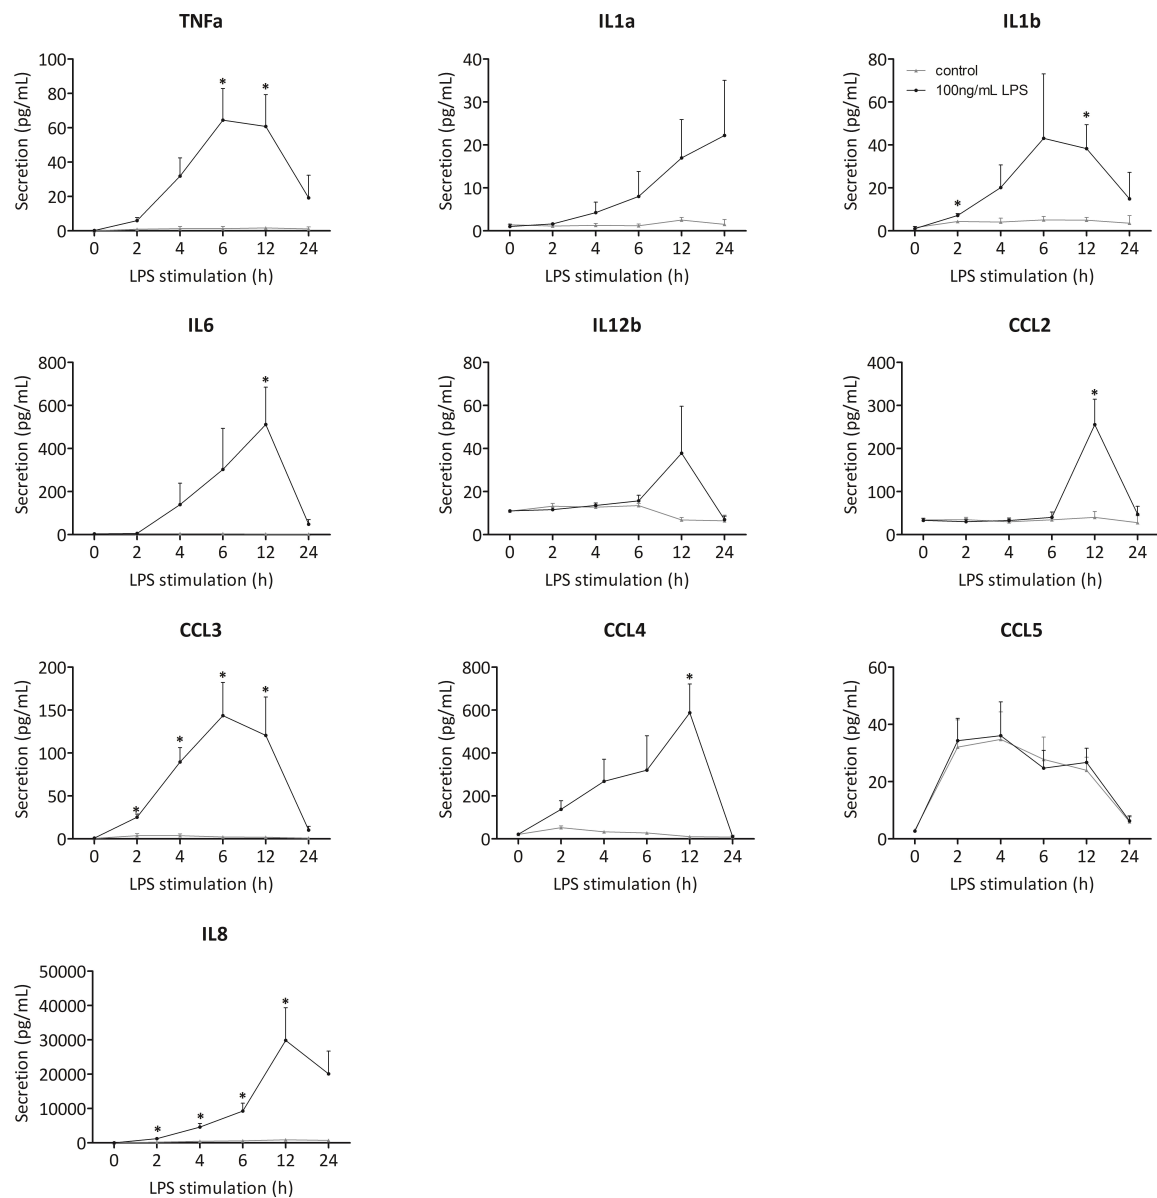 TNFa
IL1a
IL1b
Secretion (pg/mL)
100
80
60
40
20
0
0 2 4 6 12 24
* *
LPS stimulation (h)
Secretion (pg/mL)
40
30
20
10
0
0 2 4 6 12 24
LPS stimulation (h)
Secretion (pg/mL)
80
60
40
20
0
control
100ng/mL LPS
* *
0 2 4 6 12 24
LPS stimulation (h)
IL6
IL12b
CCL2
Secretion (pg/mL)
800
600
400
200
0
*
0 2 4 6 12 24
LPS stimulation (h)
Secretion (pg/mL)
80
60
40
20
0
0 2 4 6 12 24
LPS stimulation (h)
Secretion (pg/mL)
400
300
200
100
0
*
0 2 4 6 12 24
LPS stimulation (h)
CCL3
CCL4
CCL5
Secretion (pg/mL)
200
150
100
50
0
* * * *
0 2 4 6 12 24
LPS stimulation (h)
Secretion (pg/mL)
800
600
400
200
0
*
0 2 4 6 12 24
LPS stimulation (h)
Secretion (pg/mL)
60
40
20
0
0 2 4 6 12 24
LPS stimulation (h)
IL8
Secretion (pg/mL)
50000
40000
30000
20000
10000
0
* * * *
0 2 4 6 12 24
LPS stimulation (h)